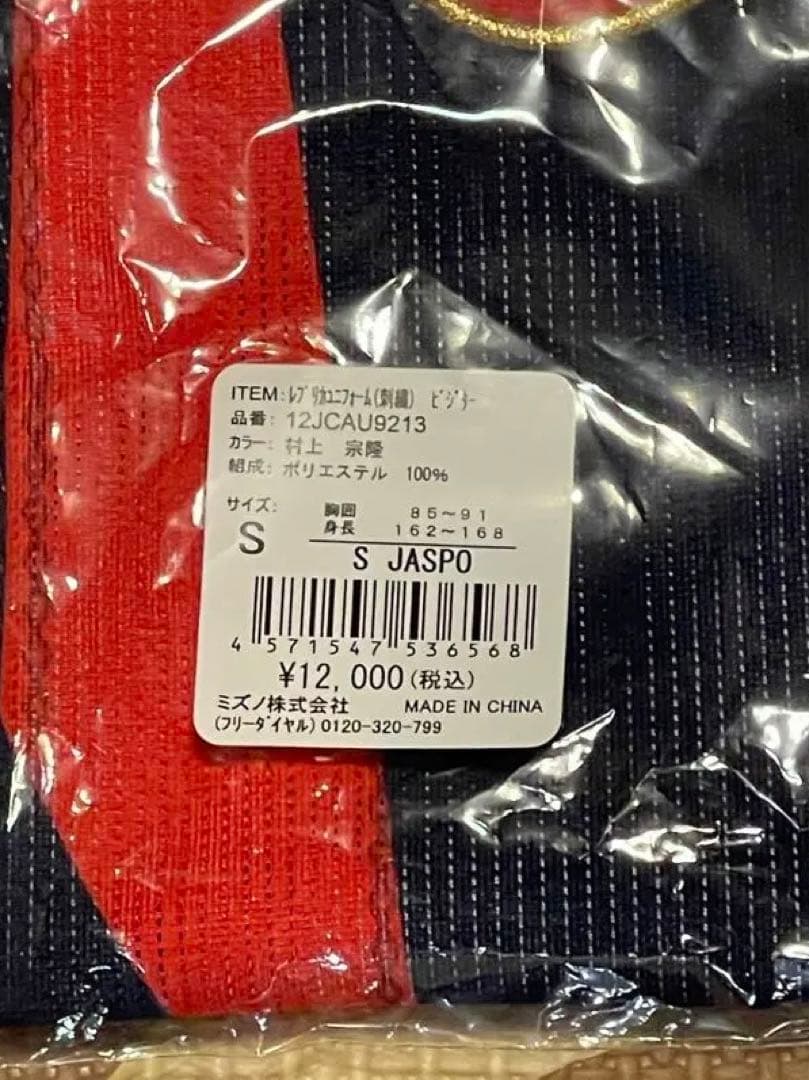 ITEM:ﾚﾌﾟﾘｶﾕﾆﾌｫｰﾑ(刺繍) ﾋﾞｼﾞﾀｰ
品番: 12JCAU9213
カラー: 村上 宗隆
組成: ポリエステル 100%
サイズ: 胸囲 85～91
S 身長 162～168
S JASPO
4 571547 536568
¥12,000(税込)
ミズノ株式会社 MADE IN CHINA
(フリーダイヤル) 0120-320-799